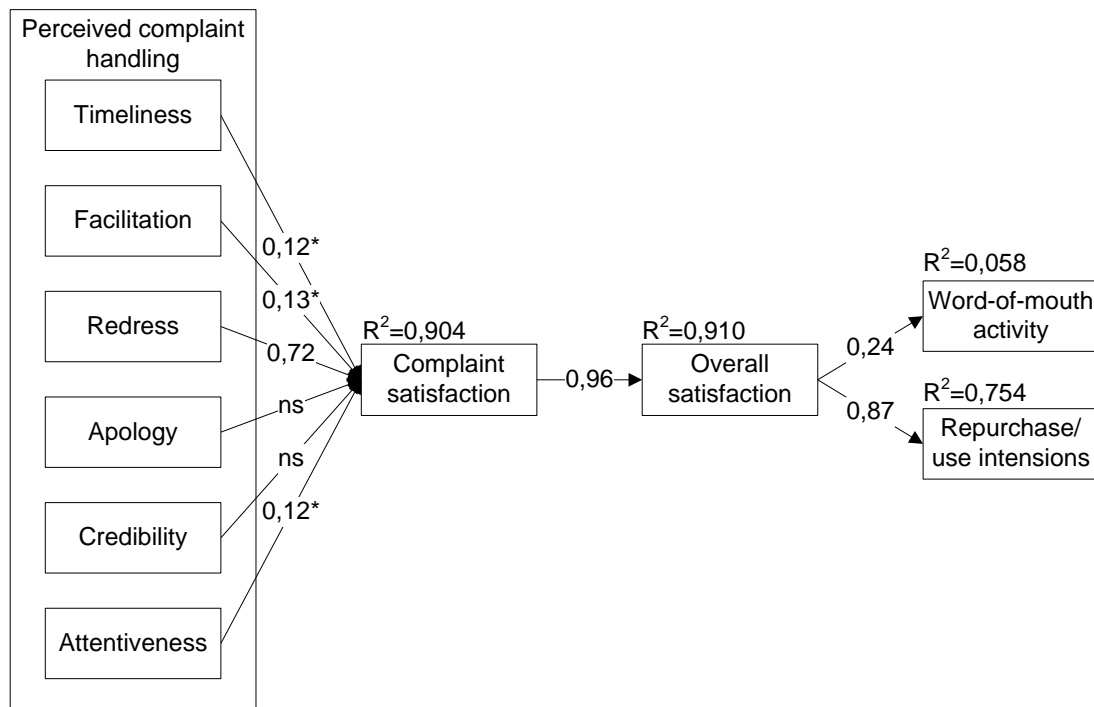 Perceived complaint
handling
Timeliness
Facilitation
Redress
Apology
Credibility
Attentiveness
0,12*
0,13*
0,72
ns
ns
0,12*
R²=0,904
Complaint
satisfaction
0,96
R²=0,910
Overall
satisfaction
0,24
0,87
R²=0,058
Word-of-mouth
activity
R²=0,754
Repurchase/
use intensions